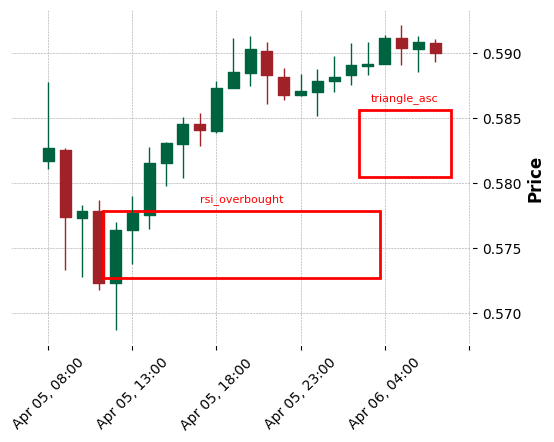 triangle_asc
rsi_overbought
0.590
0.585
0.580
0.575
0.570
Price
Apr 05, 08:00
Apr 05, 13:00
Apr 05, 18:00
Apr 05, 23:00
Apr 06, 04:00